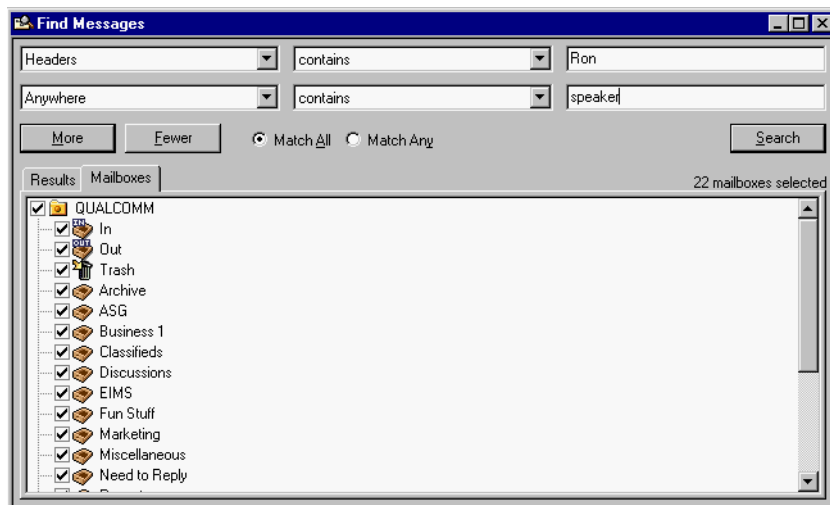 Find Messages
Headers contains Ron
Anywhere contains speaker
More Fewer Match All Match Any Search
Results Mailboxes 22 mailboxes selected
QUALCOMM
IN In
OUT Out
Trash
Archive
ASG
Business 1
Classifieds
Discussions
EIMS
Fun Stuff
Marketing
Miscellaneous
Need to Reply